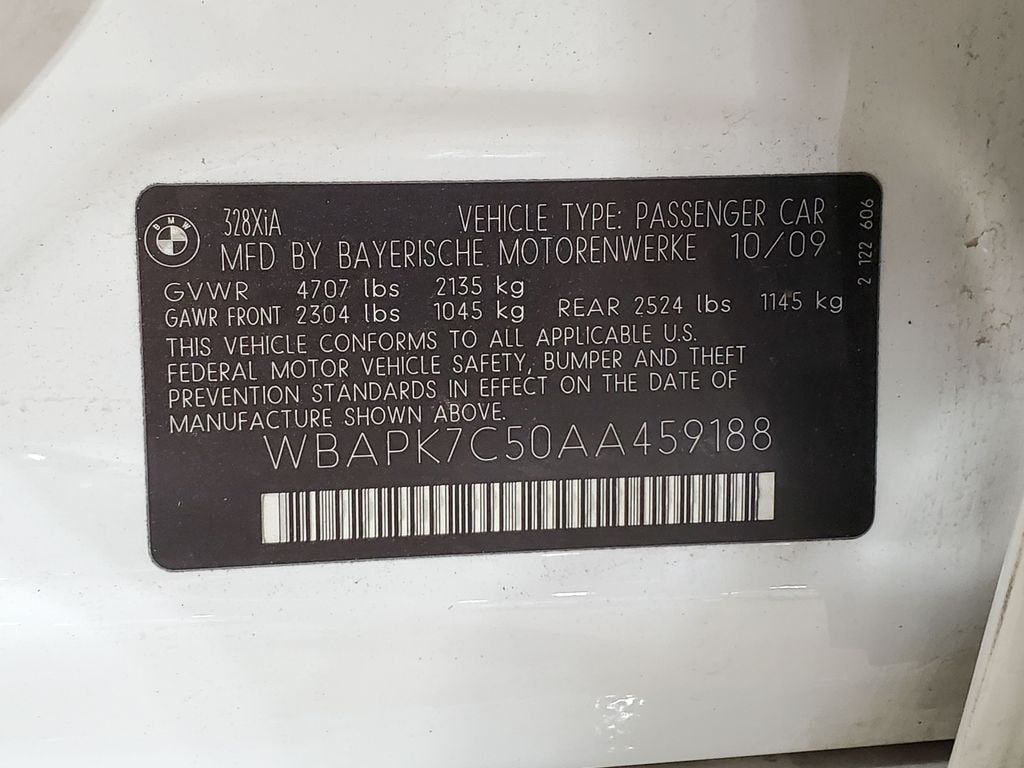 BMW
328XiA VEHICLE TYPE: PASSENGER CAR
MFD BY BAYERISCHE MOTORENWERKE 10/09
GVWR 4707 lbs 2135 kg
GAWR FRONT 2304 lbs 1045 kg REAR 2524 lbs 1145 kg
THIS VEHICLE CONFORMS TO ALL APPLICABLE U.S.
FEDERAL MOTOR VEHICLE SAFETY, BUMPER AND THEFT
PREVENTION STANDARDS IN EFFECT ON THE DATE OF
MANUFACTURE SHOWN ABOVE.
WBAPK7C50AA459188
2 122 606